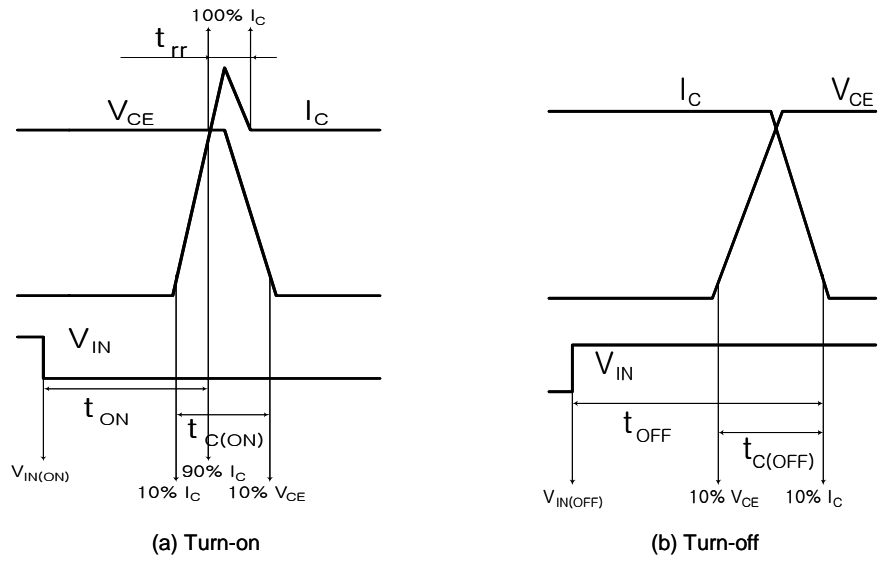 100% I_C
t_rr
V_CE
I_C
V_IN
t_ON
t_C(ON)
V_IN(ON)
90% I_C
10% I_C
10% V_CE
(a) Turn-on
I_C
V_CE
V_IN
t_OFF
t_C(OFF)
V_IN(OFF)
10% V_CE
10% I_C
(b) Turn-off